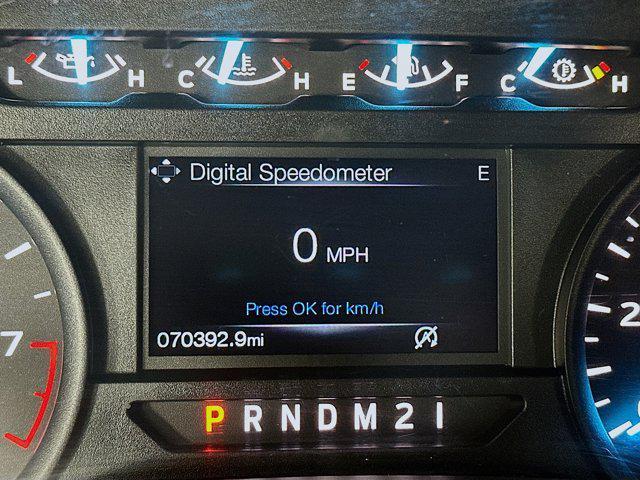 L H C H E F C H
Digital Speedometer E
0 MPH
Press OK for km/h
070392.9mi
7
2
P R N D M 2 1